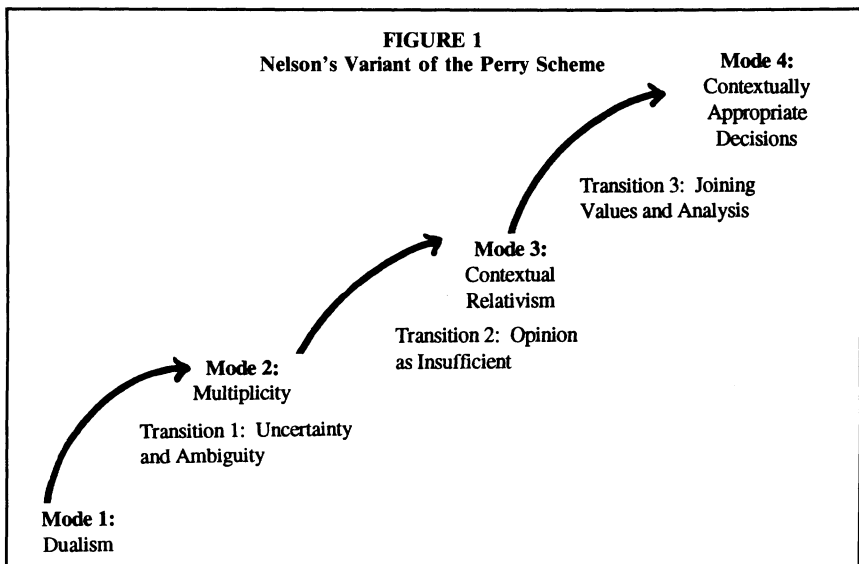 FIGURE 1
Nelson's Variant of the Perry Scheme
Mode 4:
Contextually
Appropriate
Decisions
Transition 3: Joining
Values and Analysis
Mode 3:
Contextual
Relativism
Transition 2: Opinion
as Insufficient
Mode 2:
Multiplicity
Transition 1: Uncertainty
and Ambiguity
Mode 1:
Dualism